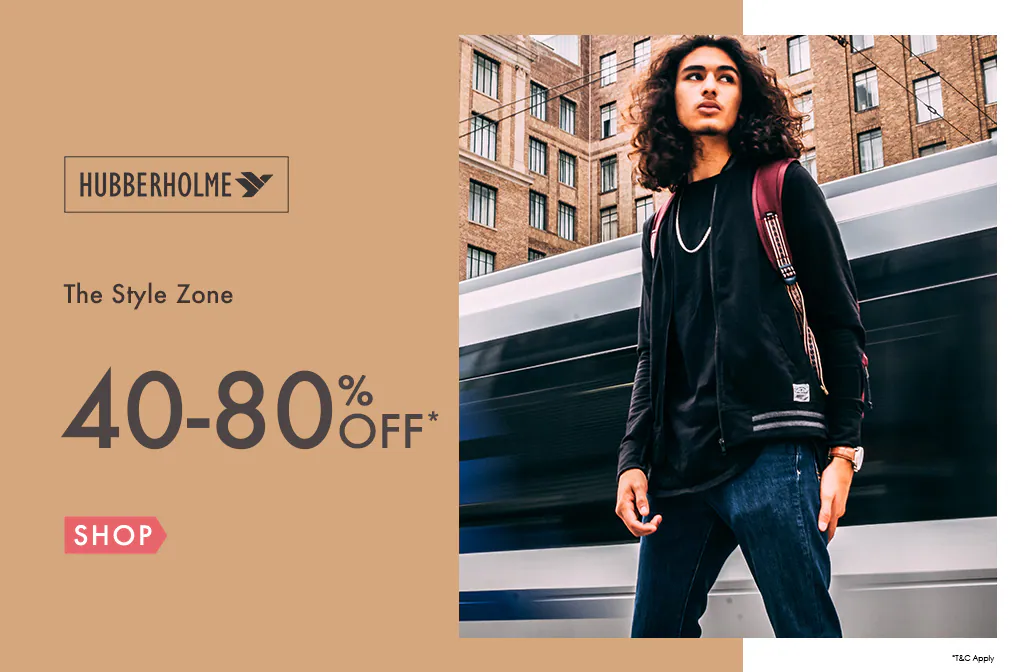 HUBBERHOLME
The Style Zone
40-80% OFF*
SHOP
*T&C Apply